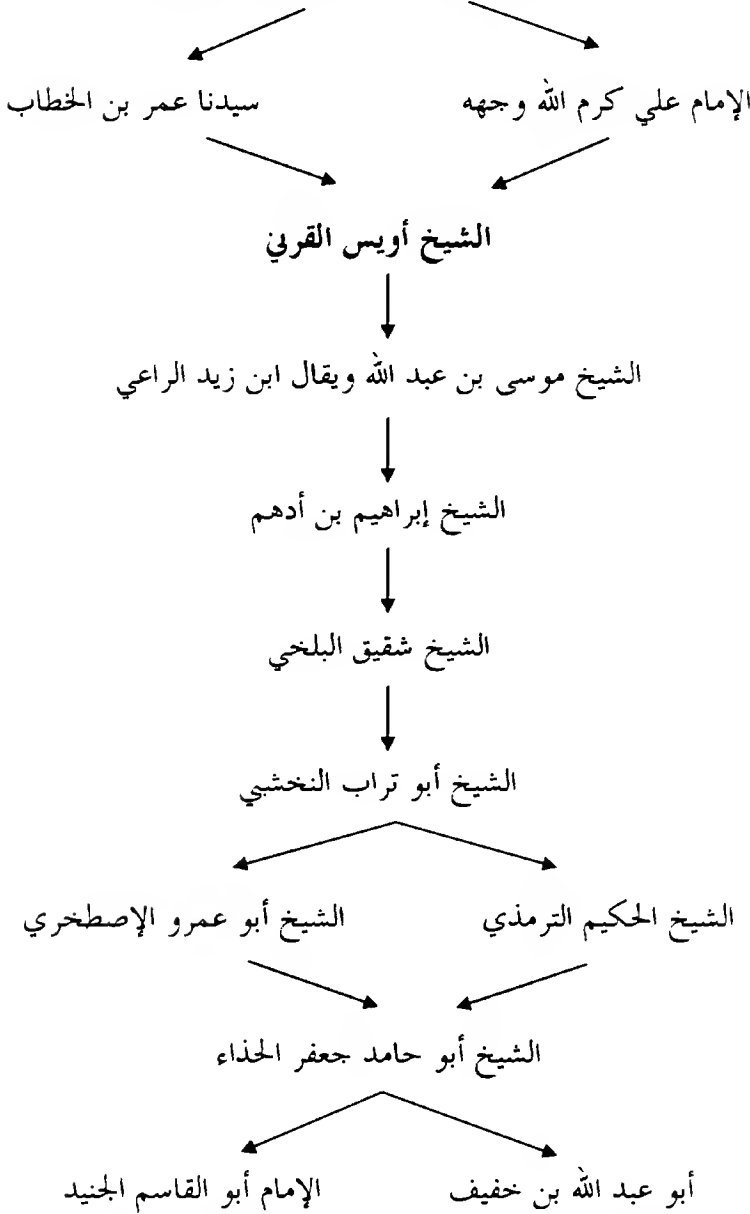 الإمام علي كرم الله وجهه سيدنا عمر بن الخطاب
الشيخ أويس القرني
الشيخ موسى بن عبد الله ويقال ابن زيد الراعي
الشيخ إبراهيم بن أدهم
الشيخ شقيق البلخي
الشيخ أبو تراب النخشبي
الشيخ الحكيم الترمذي الشيخ أبو عمرو الإصطخري
الشيخ أبو حامد جعفر الحذاء
أبو عبد الله بن خفيف الإمام أبو القاسم الجنيد